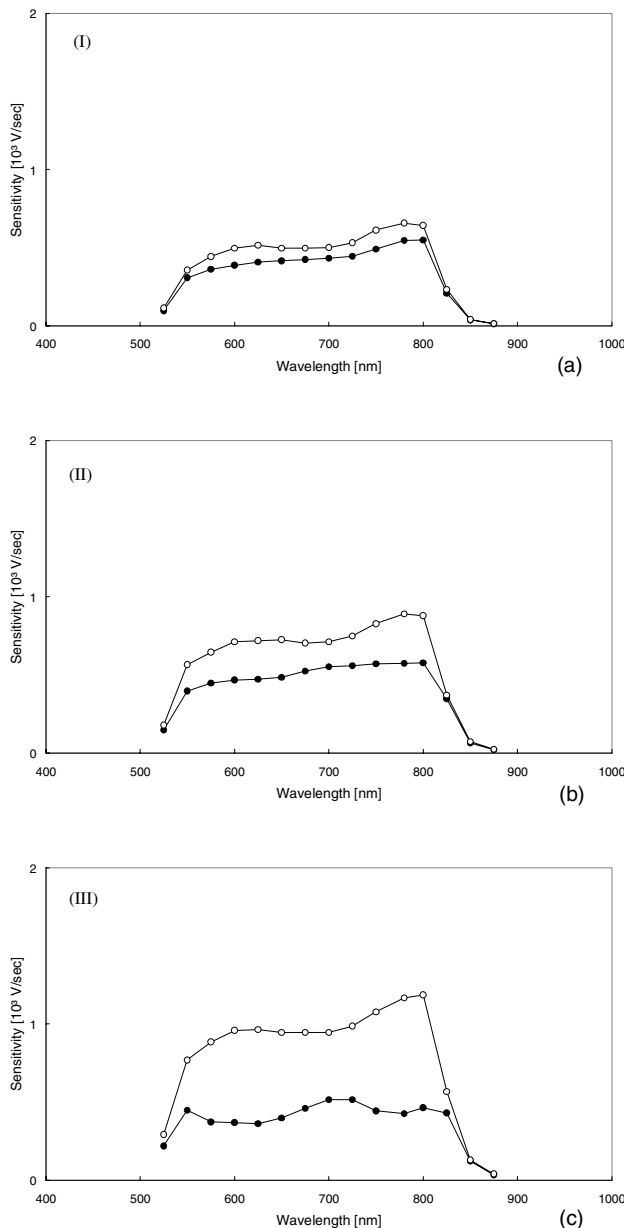 (I)
2
1
0
Sensitivity [10³ V/sec]
400 500 600 700 800 900 1000
Wavelength [nm]
(a)
(II)
2
1
0
Sensitivity [10³ V/sec]
400 500 600 700 800 900 1000
Wavelength [nm]
(b)
(III)
2
1
0
Sensitivity [10³ V/sec]
400 500 600 700 800 900 1000
Wavelength [nm]
(c)